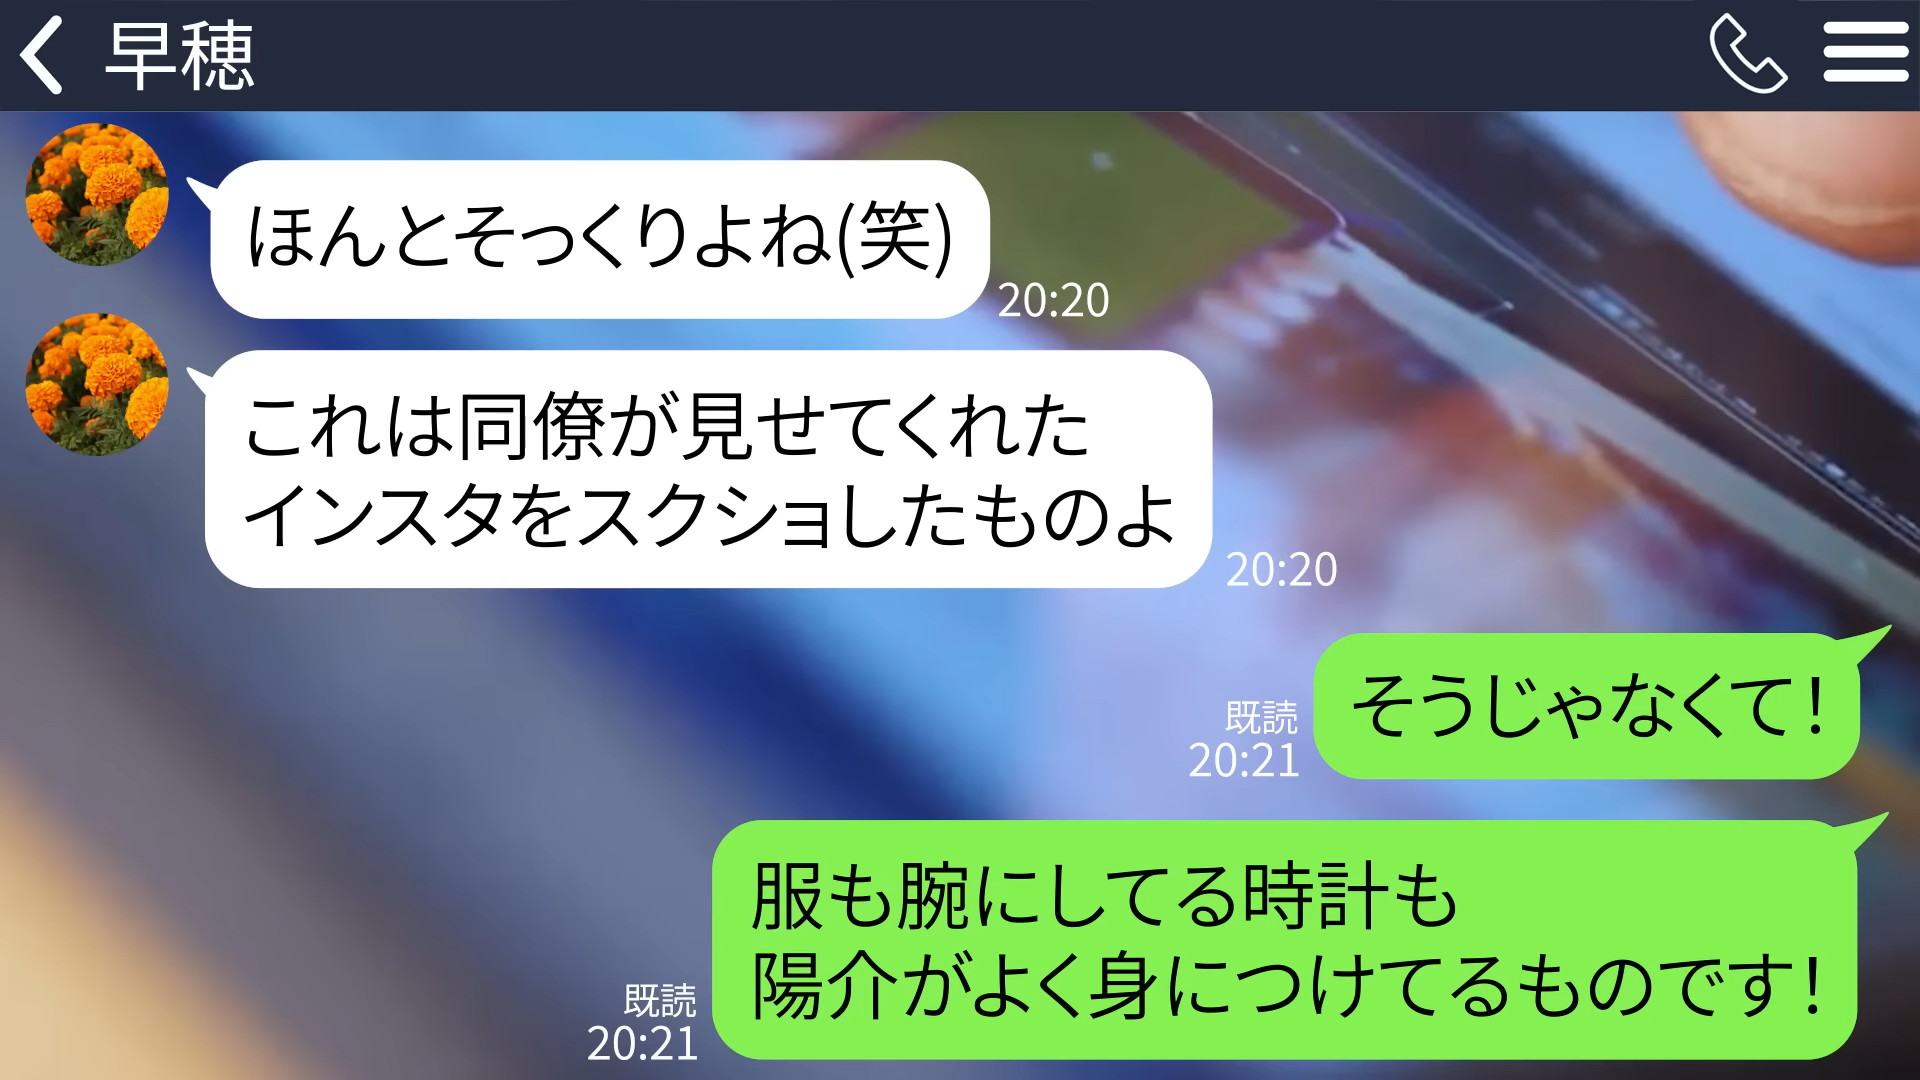 早穂
ほんとそっくりよね(笑)
20:20
これは同僚が見せてくれた
インスタをスクショしたものよ
20:20
そうじゃなくて!
既読
20:21
服も腕にしてる時計も
陽介がよく身につけてるものです!
既読
20:21